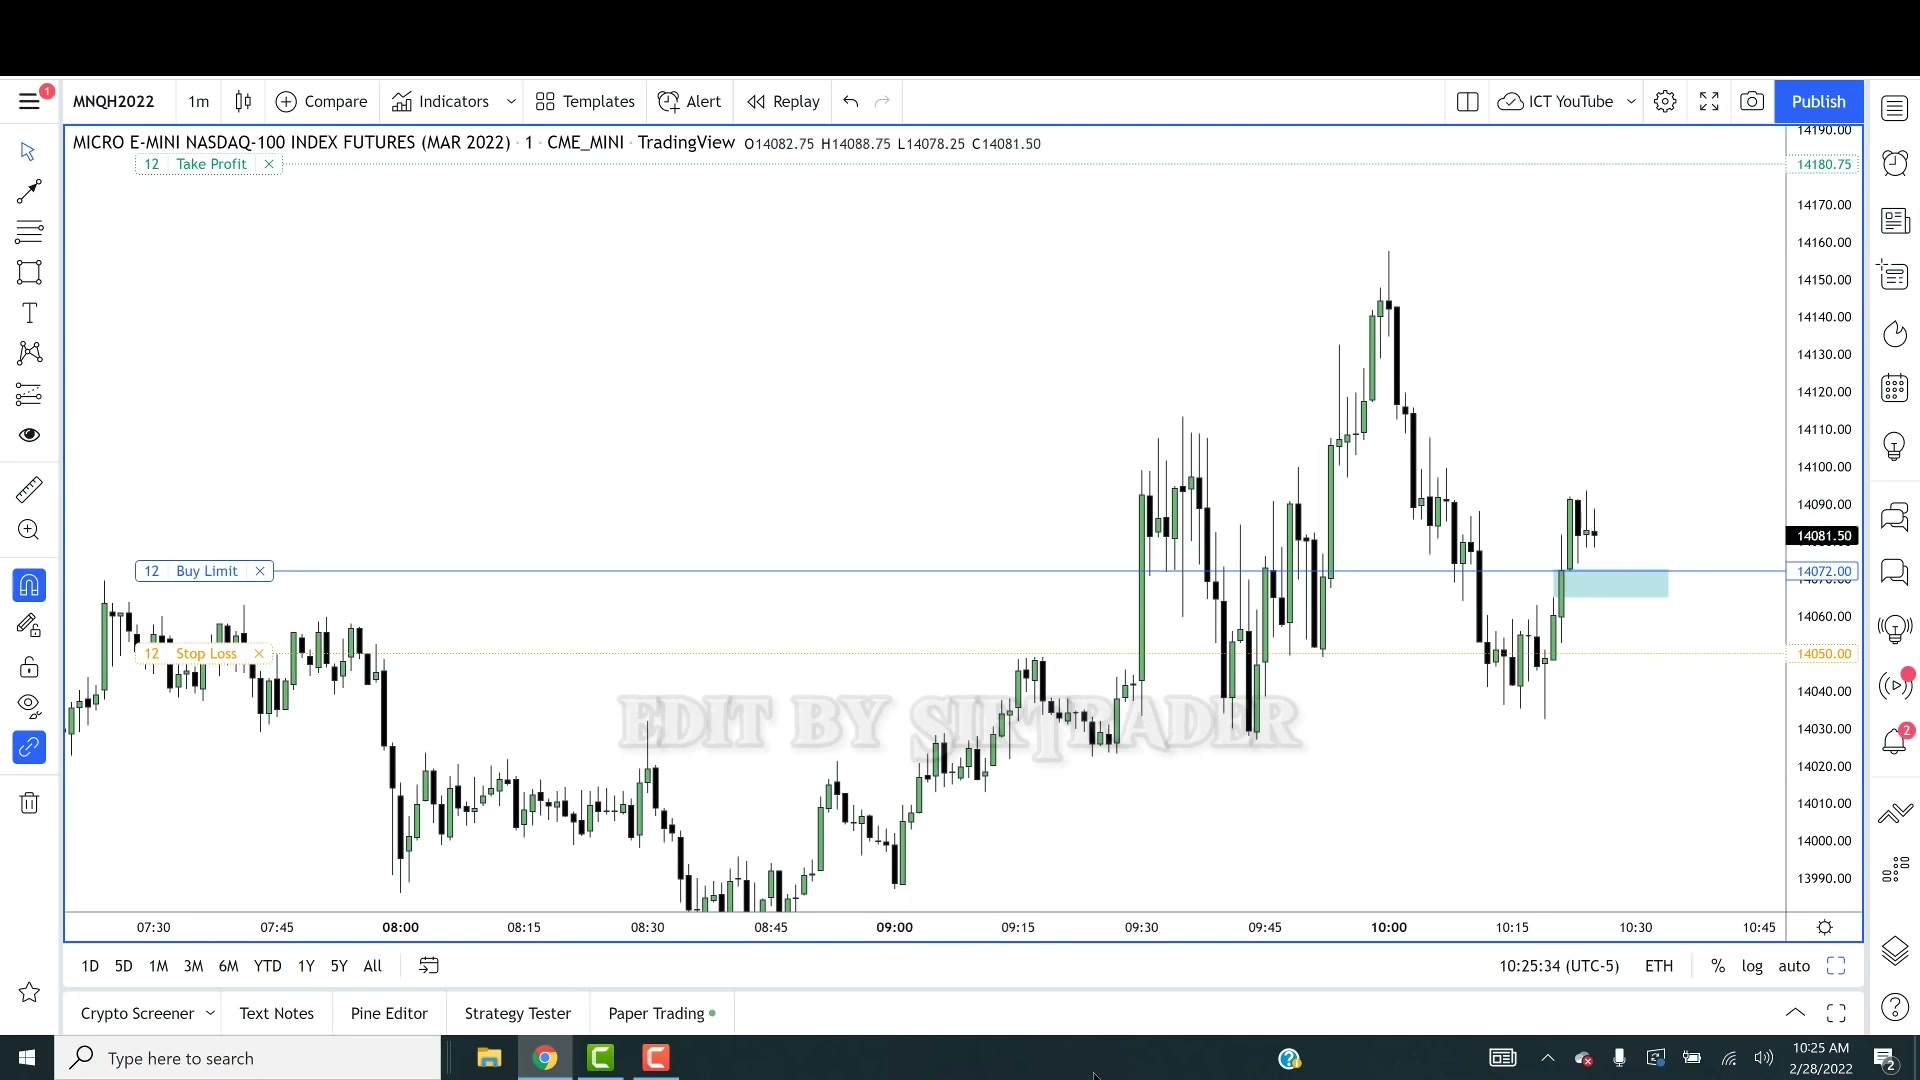 1
MNQH2022 1m Compare Indicators Templates Alert Replay ICT YouTube Publish
MICRO E-MINI NASDAQ-100 INDEX FUTURES (MAR 2022) · 1 · CME_MINI · TradingView O14082.75 H14088.75 L14078.25 C14081.50
14190.00
12 Take Profit 14180.75
14170.00
14160.00
14150.00
14140.00
14130.00
14120.00
14110.00
14100.00
14090.00
14081.50
12 Buy Limit 14072.00
14060.00
12 Stop Loss 14050.00
14040.00
EDIT BY SIRTRADER
14030.00
14020.00
14010.00
14000.00
13990.00
07:30 07:45 08:00 08:15 08:30 08:45 09:00 09:15 09:30 09:45 10:00 10:15 10:30 10:45
2
1D 5D 1M 3M 6M YTD 1Y 5Y All 10:25:34 (UTC-5) ETH % log auto
Crypto Screener Text Notes Pine Editor Strategy Tester Paper Trading
Type here to search
10:25 AM
2/28/2022
2